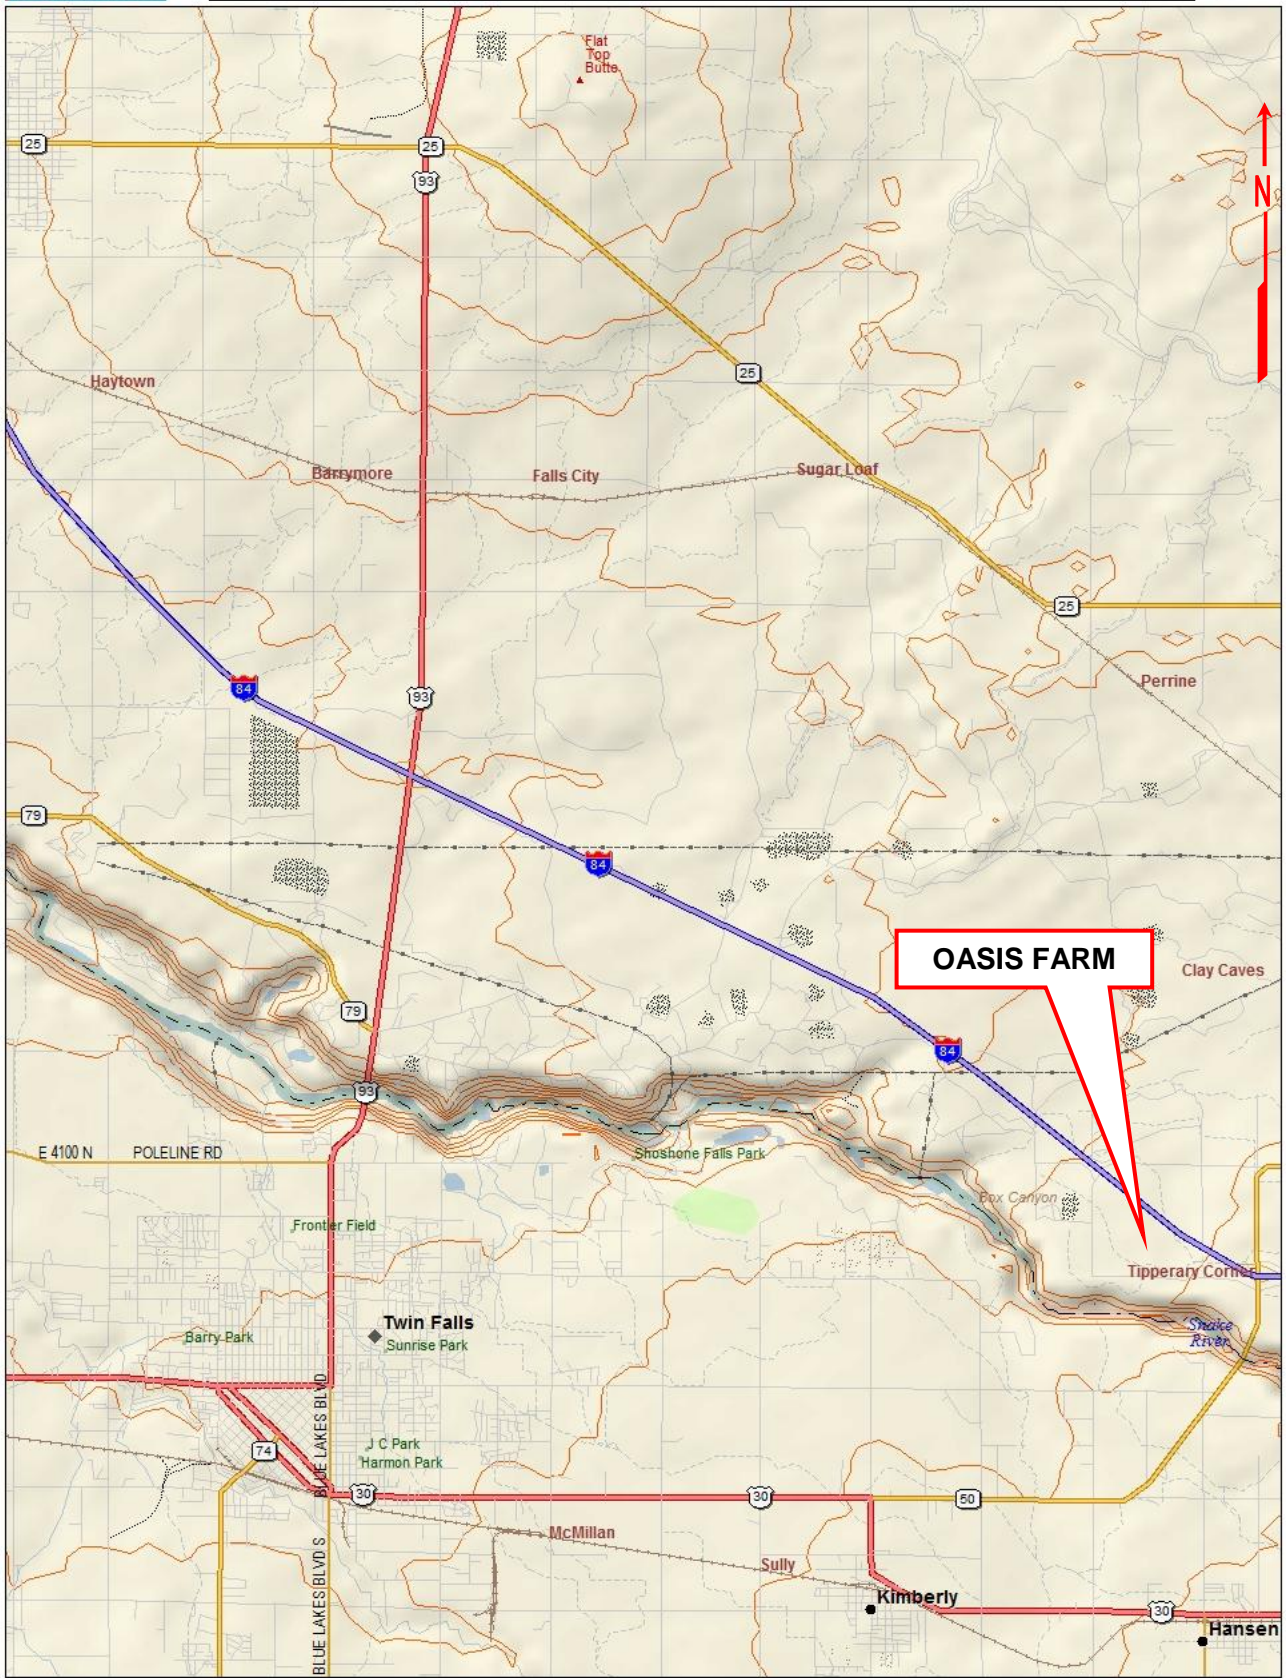 Flat
Top
Butte
25
25
93
N
Haytown
25
Barrymore
Falls City
Sugar Loaf
25
84
93
Perrine
79
84
OASIS FARM
Clay Caves
79
84
93
E 4100 N
POLELINE RD
Shoshone Falls Park
Box Canyon
Frontier Field
Tipperary Corner
Twin Falls
Sunrise Park
Barry Park
Snake
River
BLUE LAKES BLVD
J C Park
Harmon Park
74
30
30
50
McMillan
Sully
BLUE LAKES BLVD S
Kimberly
30
Hansen